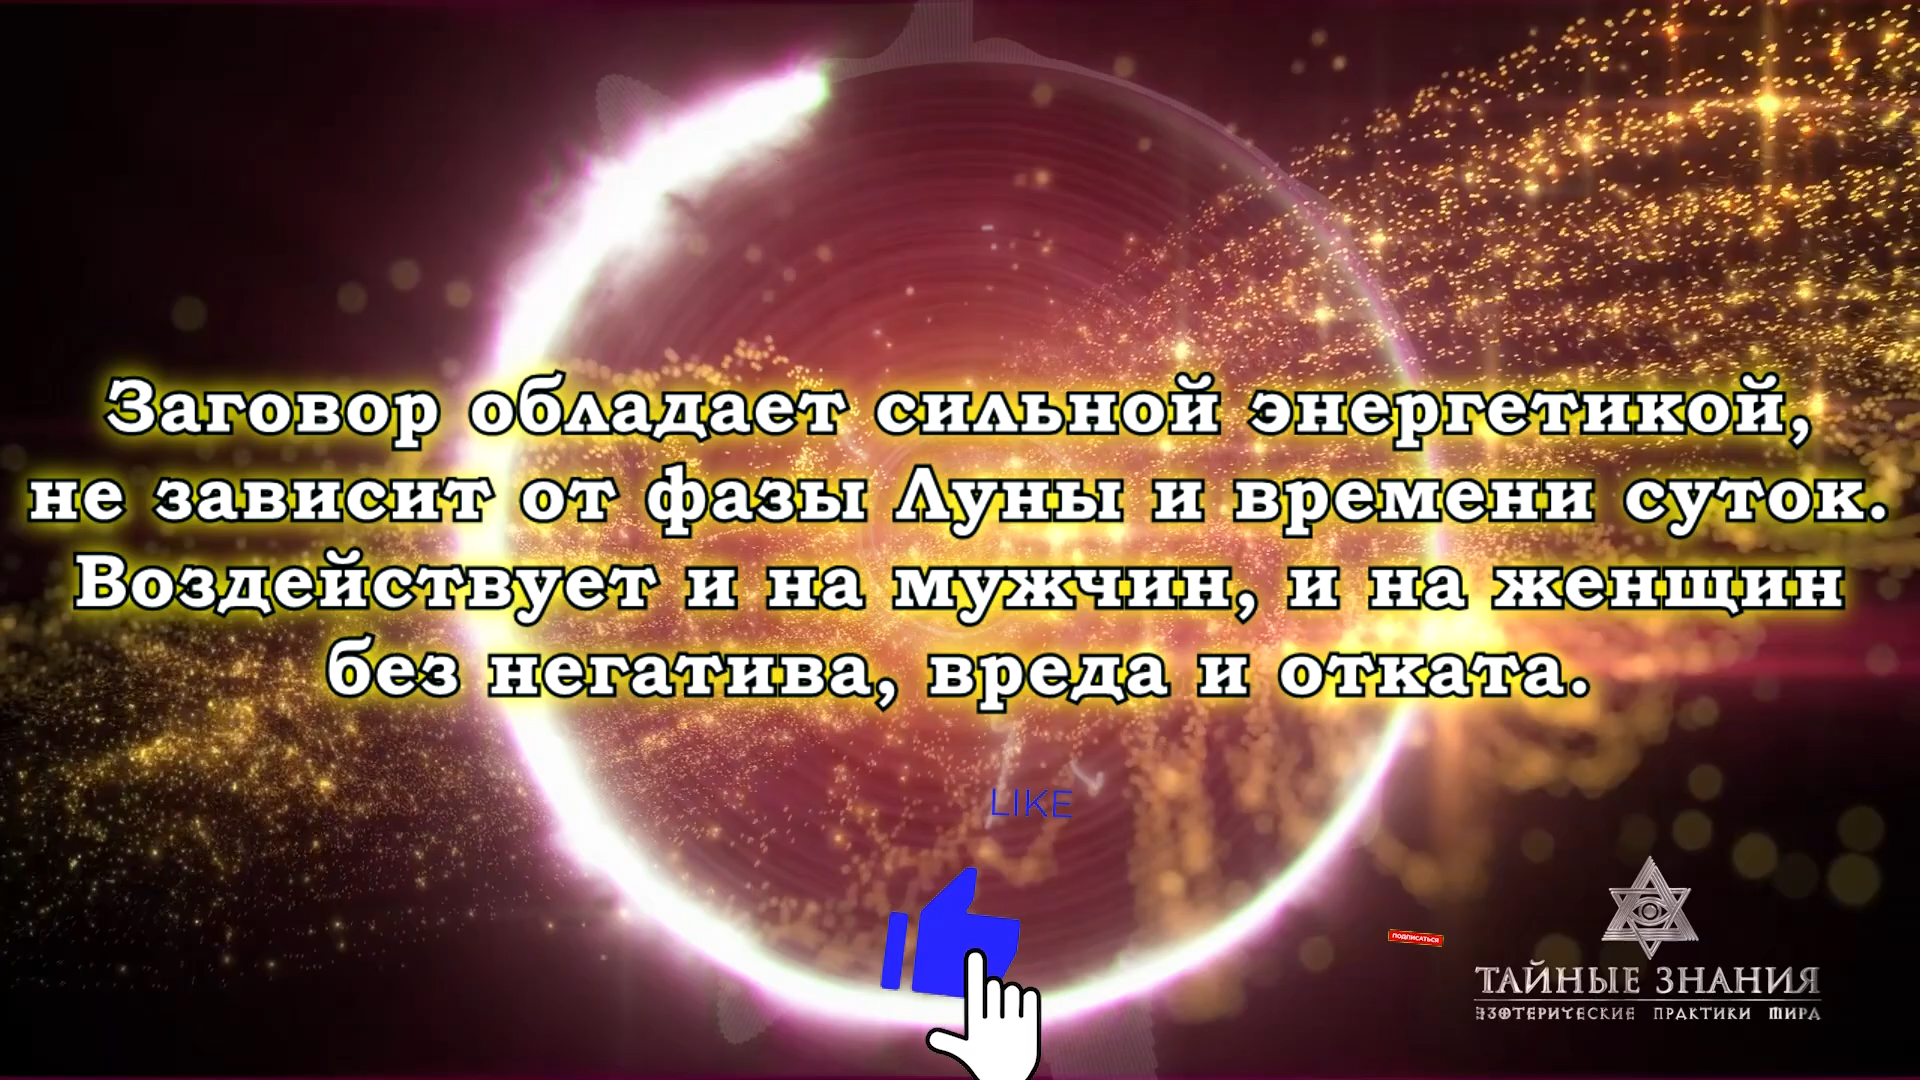 Заговор обладает сильной энергетикой,
не зависит от фазы Луны и времени суток.
Воздействует и на мужчин, и на женщин
без негатива, вреда и отката.
LIKE
ПОДПИСАТЬСЯ
ТАЙНЫЕ ЗНАНИЯ
ЭЗОТЕРИЧЕСКИЕ ПРАКТИКИ МИРА